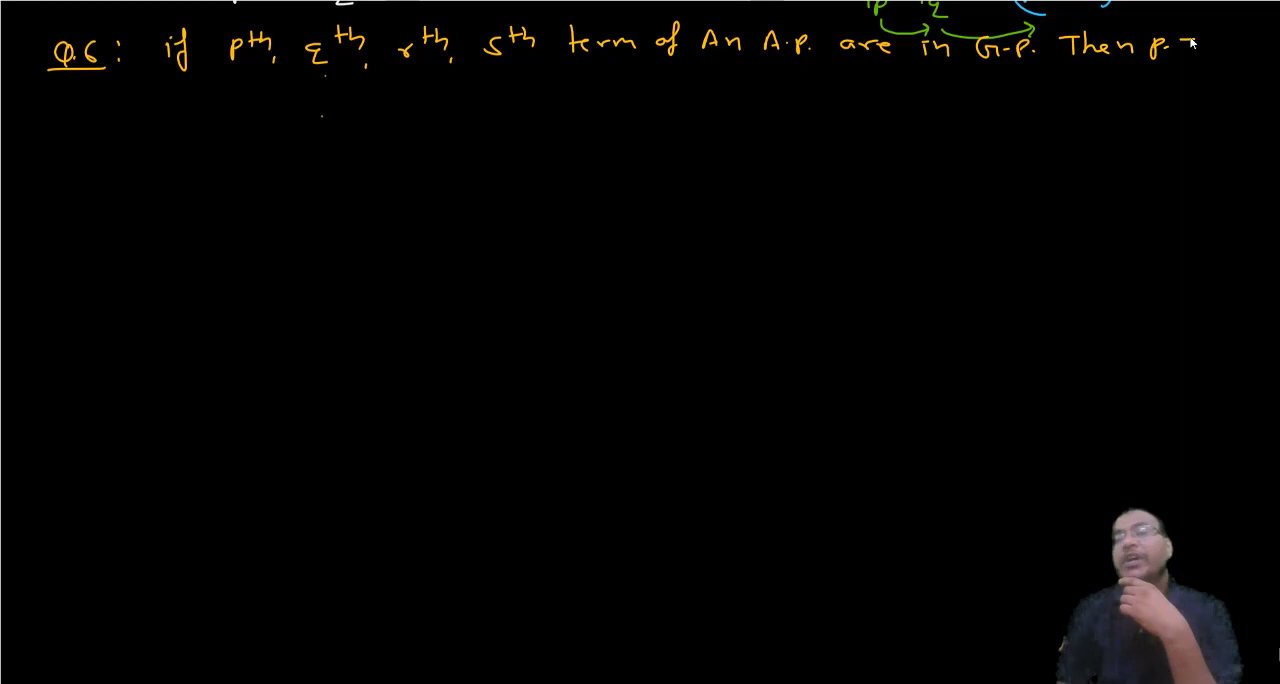 Q.6 : if pth, qth, rth, sth term of An A.p. are in G.p. Then p-